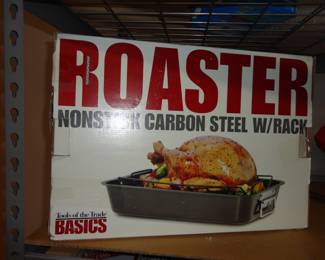 ROASTER
NONSTICK CARBON STEEL W/RACK
Tools of the Trade
BASICS